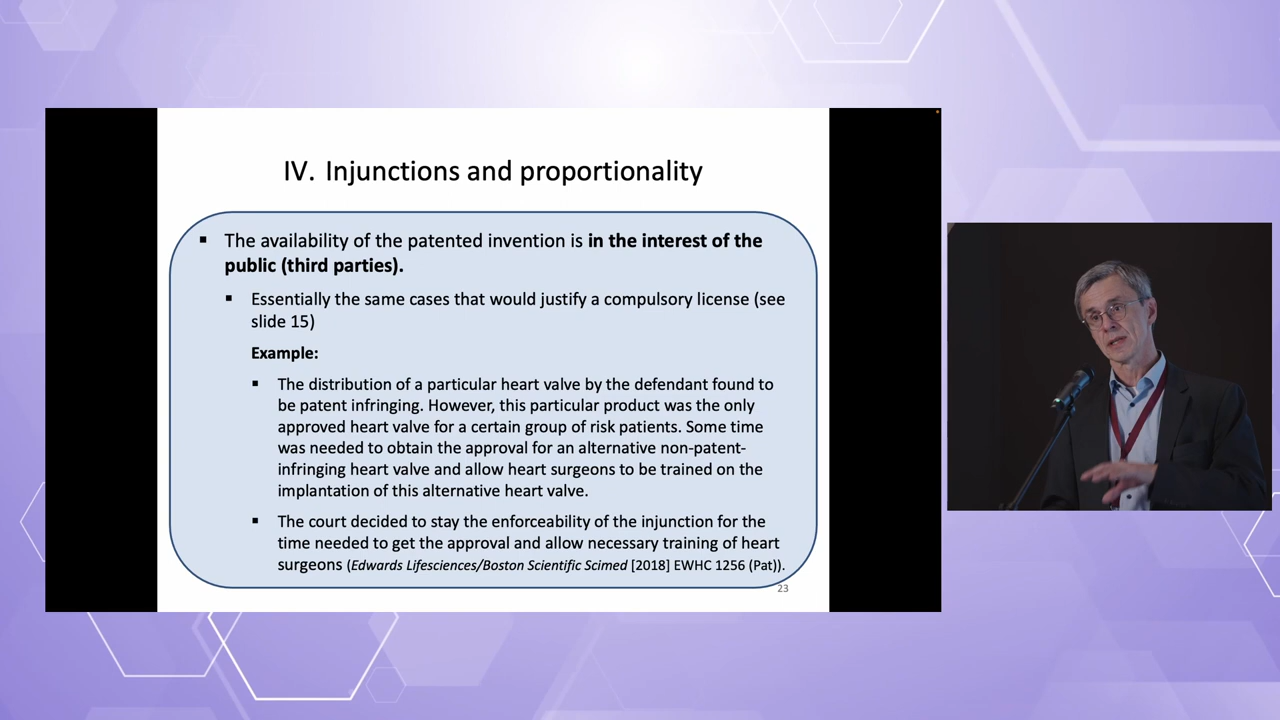 IV. Injunctions and proportionality
▪ The availability of the patented invention is in the interest of the
public (third parties).
▪ Essentially the same cases that would justify a compulsory license (see
slide 15)
Example:
▪ The distribution of a particular heart valve by the defendant found to
be patent infringing. However, this particular product was the only
approved heart valve for a certain group of risk patients. Some time
was needed to obtain the approval for an alternative non-patent-
infringing heart valve and allow heart surgeons to be trained on the
implantation of this alternative heart valve.
▪ The court decided to stay the enforceability of the injunction for the
time needed to get the approval and allow necessary training of heart
surgeons (Edwards Lifesciences/Boston Scientific Scimed [2018] EWHC 1256 (Pat)).
23